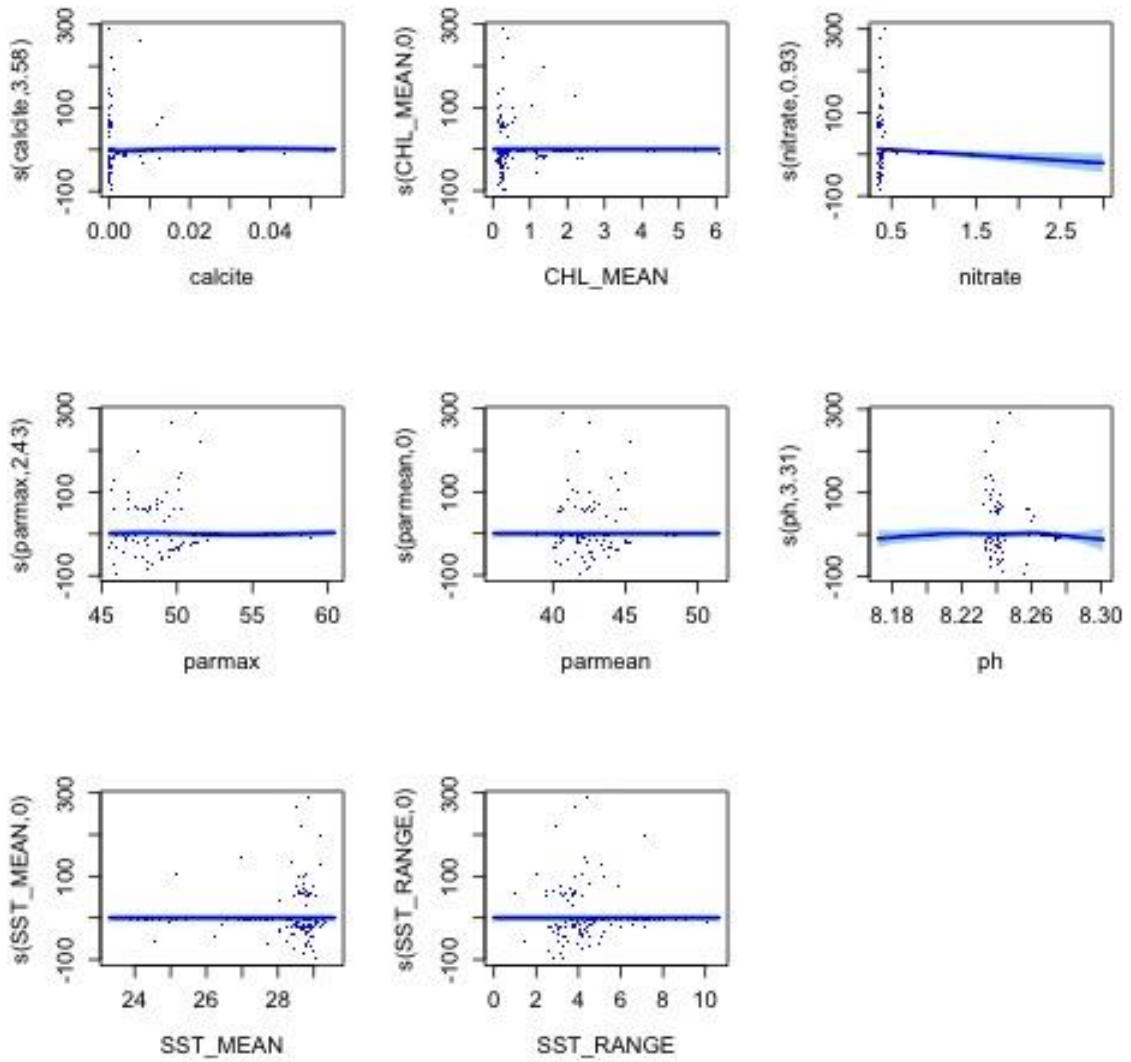 s(calcite,3.58)
300
100
-100
0.00 0.02 0.04
calcite
s(CHL_MEAN,0)
300
100
-100
0 1 2 3 4 5 6
CHL_MEAN
s(nitrate,0.93)
300
100
-100
0.5 1.5 2.5
nitrate
s(parmax,2.43)
300
100
-100
45 50 55 60
parmax
s(parmean,0)
300
100
-100
40 45 50
parmean
s(ph,3.31)
300
100
-100
8.18 8.22 8.26 8.30
ph
s(SST_MEAN,0)
300
100
-100
24 26 28
SST_MEAN
s(SST_RANGE,0)
300
100
-100
0 2 4 6 8 10
SST_RANGE